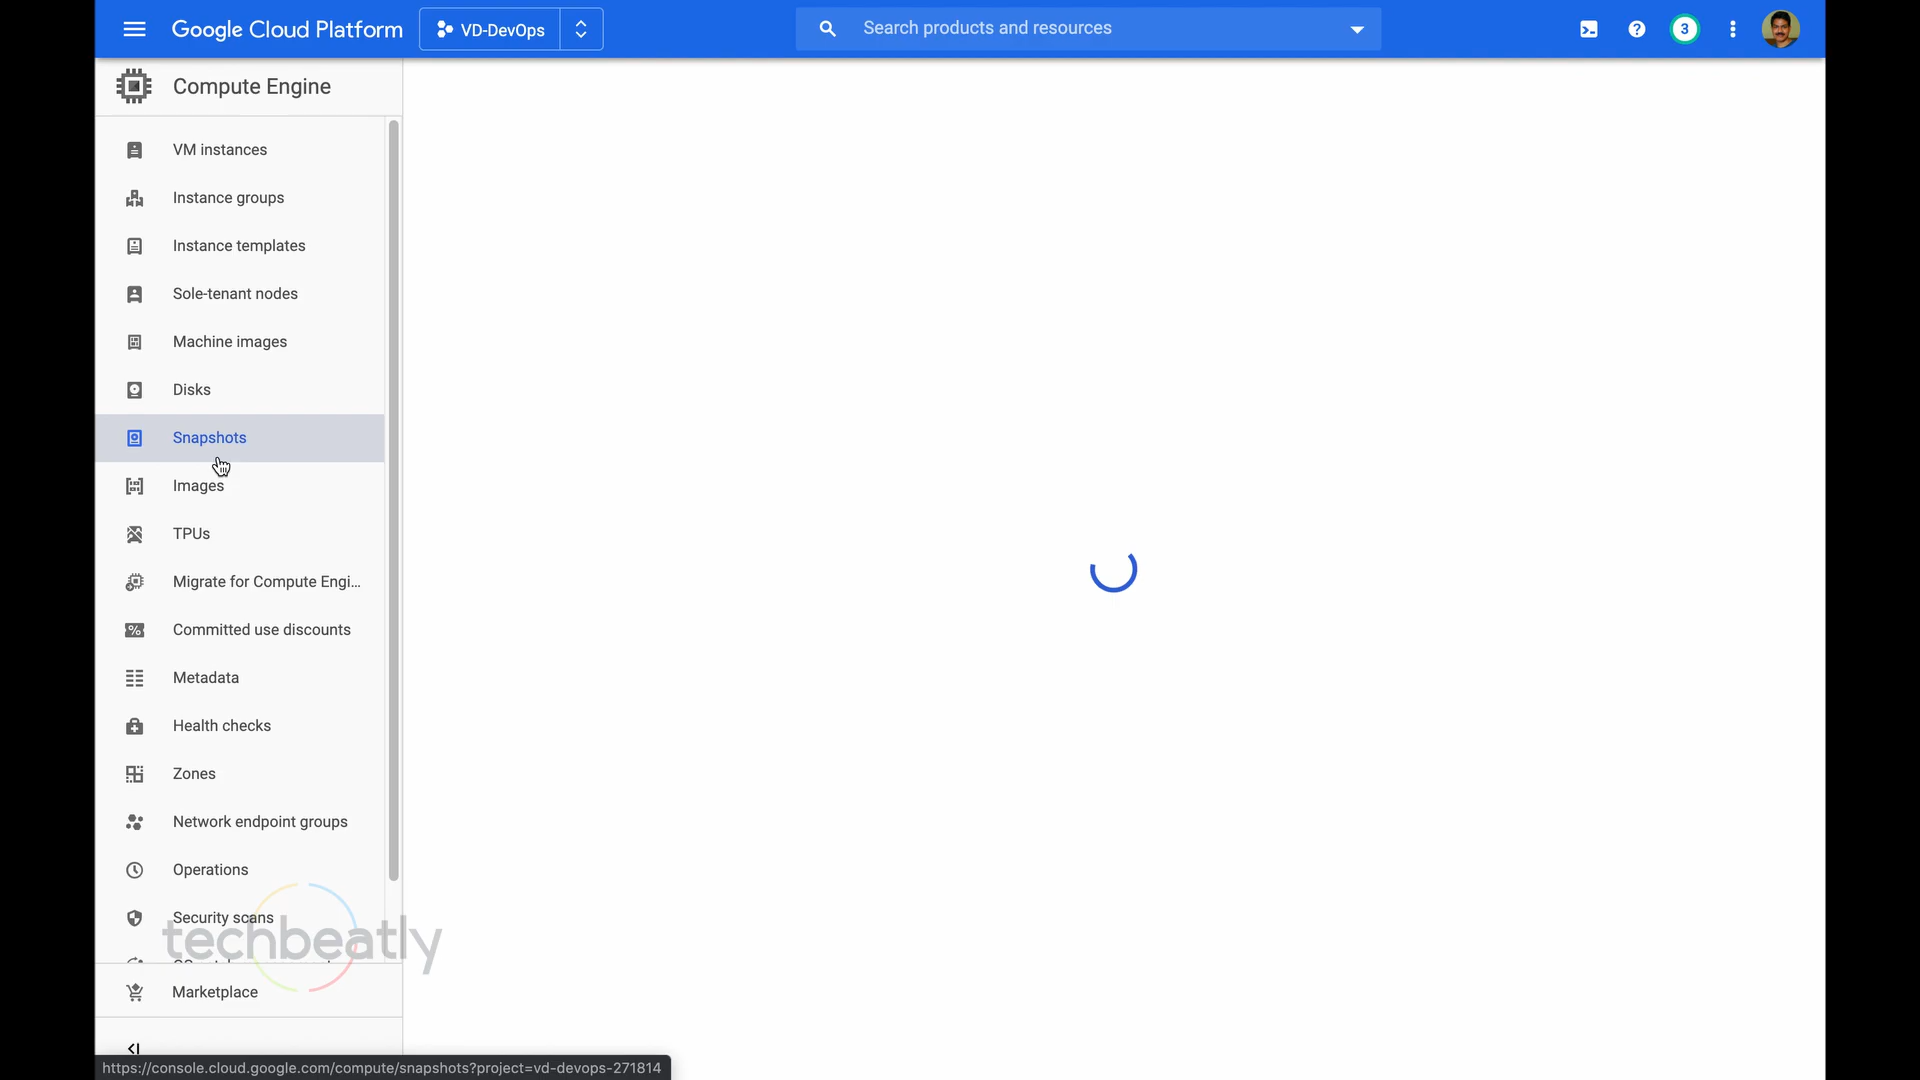 Google Cloud Platform
VD-DevOps
Search products and resources
3
Compute Engine
VM instances
Instance groups
Instance templates
Sole-tenant nodes
Machine images
Disks
Snapshots
Images
TPUs
Migrate for Compute Engi...
Committed use discounts
Metadata
Health checks
Zones
Network endpoint groups
Operations
Security scans
techbeatly
Marketplace
https://console.cloud.google.com/compute/snapshots?project=vd-devops-271814